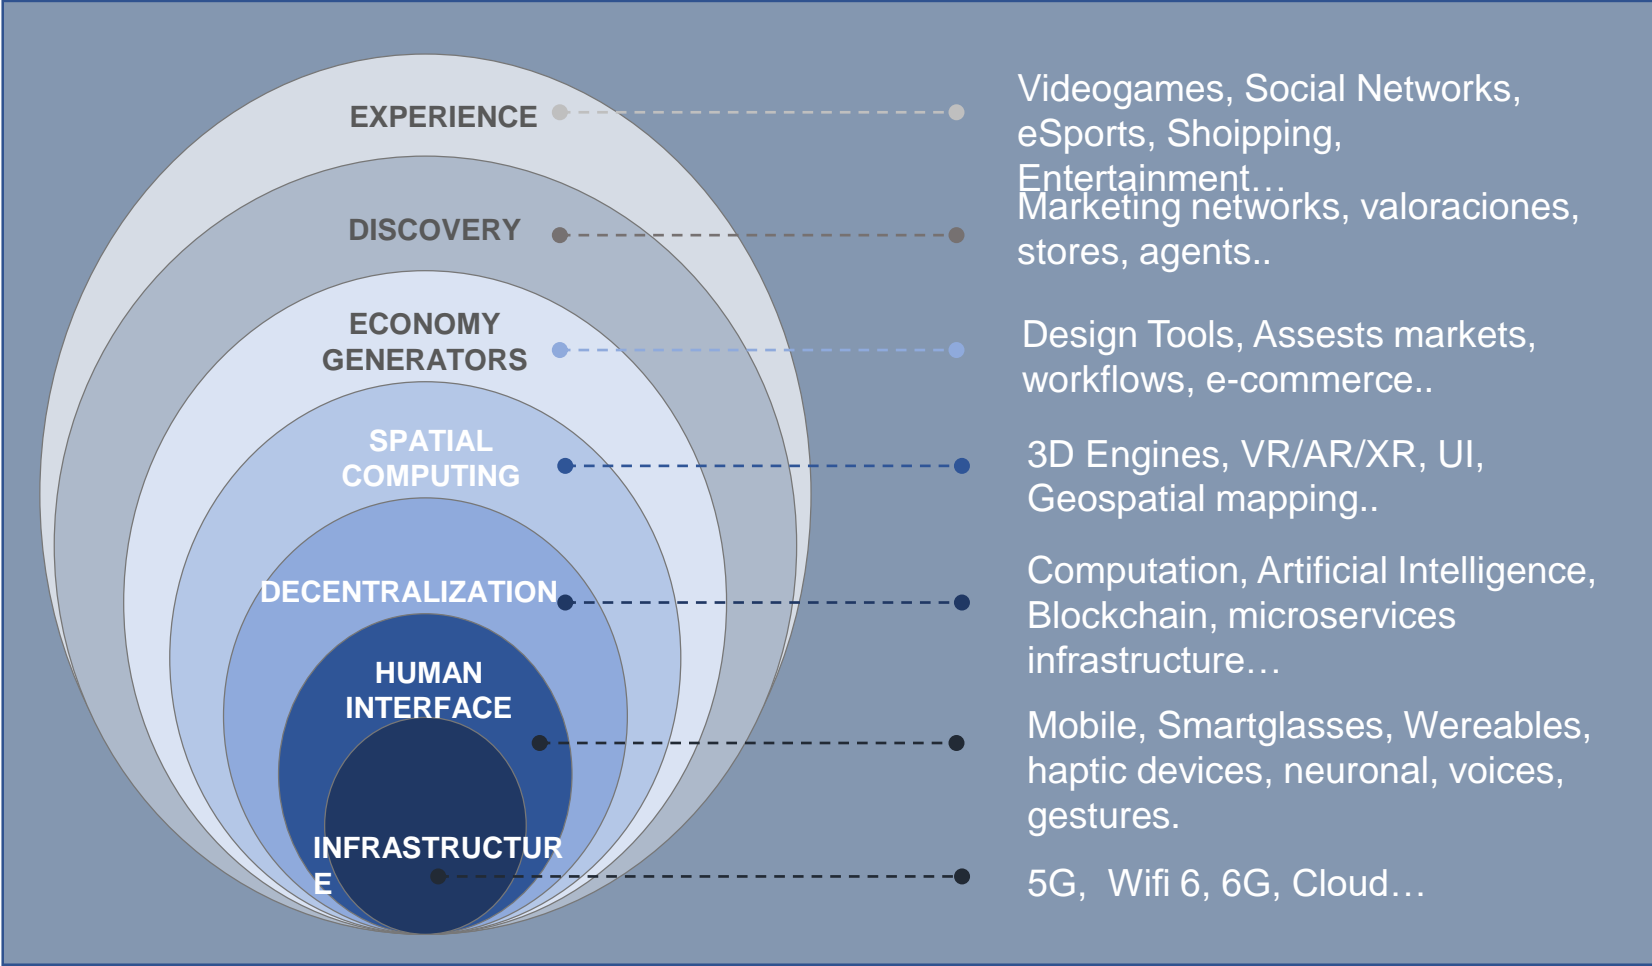 EXPERIENCE
Videogames, Social Networks,
eSports, Shoipping,
Entertainment…
DISCOVERY
Marketing networks, valoraciones,
stores, agents..
ECONOMY
GENERATORS
Design Tools, Assests markets,
workflows, e-commerce..
SPATIAL
COMPUTING
3D Engines, VR/AR/XR, UI,
Geospatial mapping..
DECENTRALIZATION
Computation, Artificial Intelligence,
Blockchain, microservices
infrastructure…
HUMAN
INTERFACE
Mobile, Smartglasses, Wereables,
haptic devices, neuronal, voices,
gestures.
INFRASTRUCTUR
E
5G,  Wifi 6, 6G, Cloud…